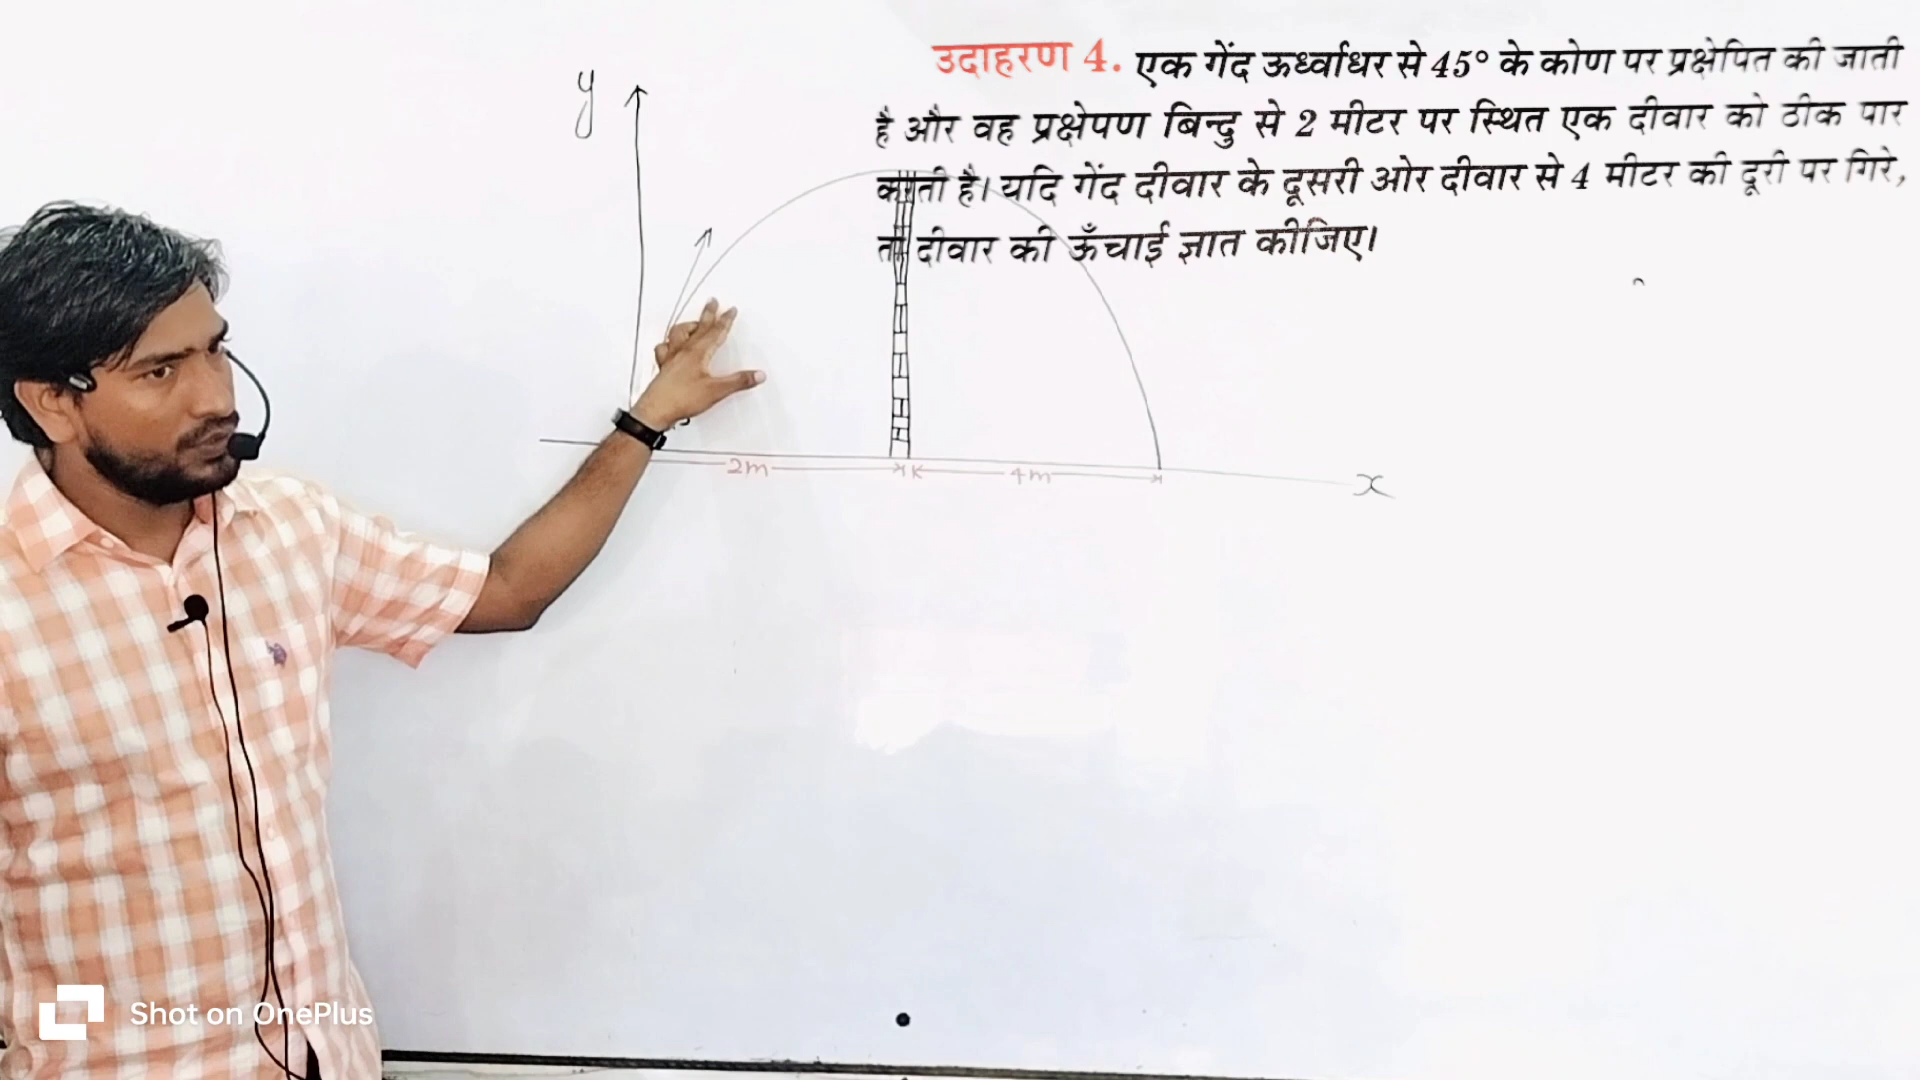 उदाहरण 4. एक गेंद ऊर्ध्वाधर से 45° के कोण पर प्रक्षेपित की जाती
है और वह प्रक्षेपण बिन्दु से 2 मीटर पर स्थित एक दीवार को ठीक पार
करती है। यदि गेंद दीवार के दूसरी ओर दीवार से 4 मीटर की दूरी पर गिरे,
तो दीवार की ऊँचाई ज्ञात कीजिए।
y
2m
4m
x
Shot on OnePlus